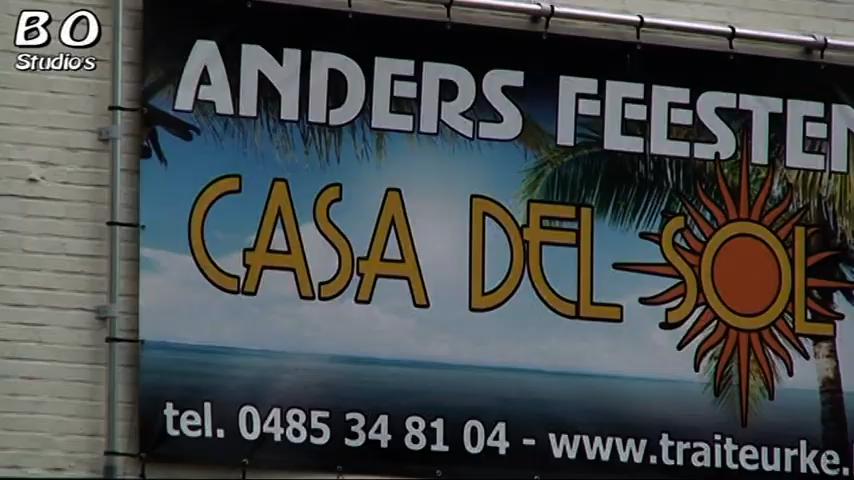 BO
Studio's
ANDERS FEESTEN
CASA DEL SOL
tel. 0485 34 81 04 - www.traiteurke.